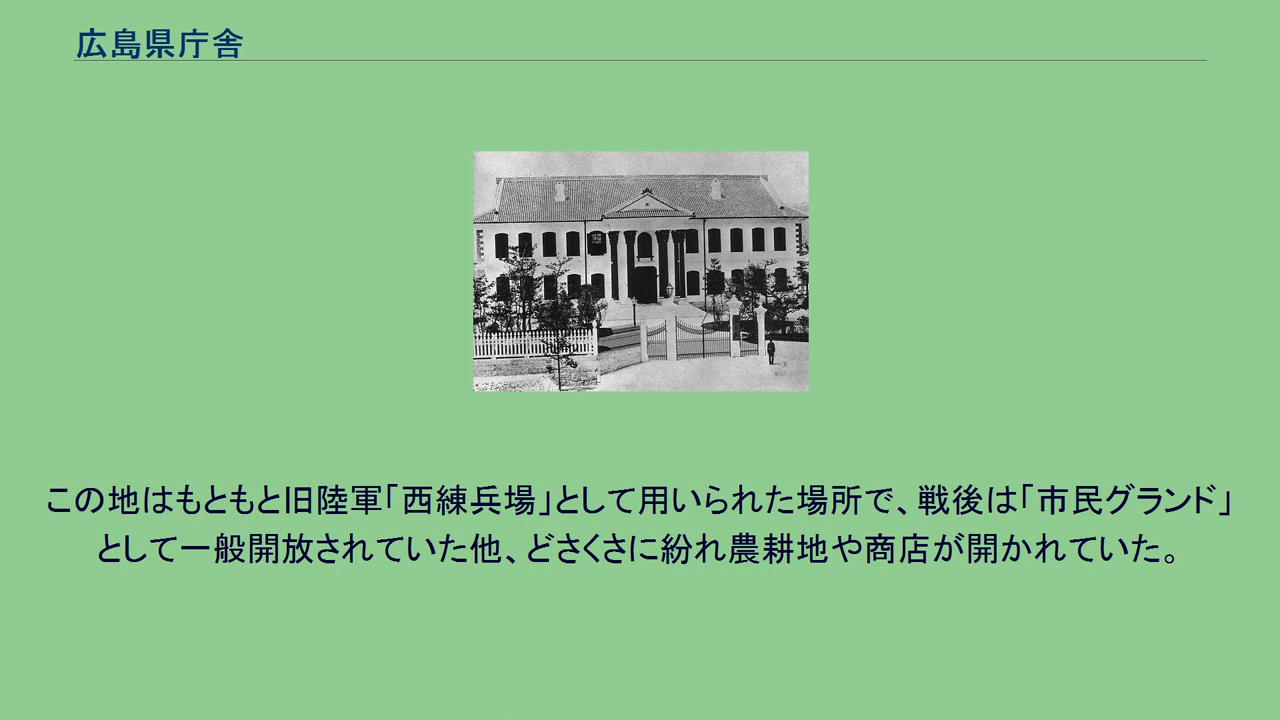 広島県庁舎
この地はもともと旧陸軍「西練兵場」として用いられた場所で、戦後は「市民グランド」
として一般開放されていた他、どさくさに紛れ農耕地や商店が開かれていた。